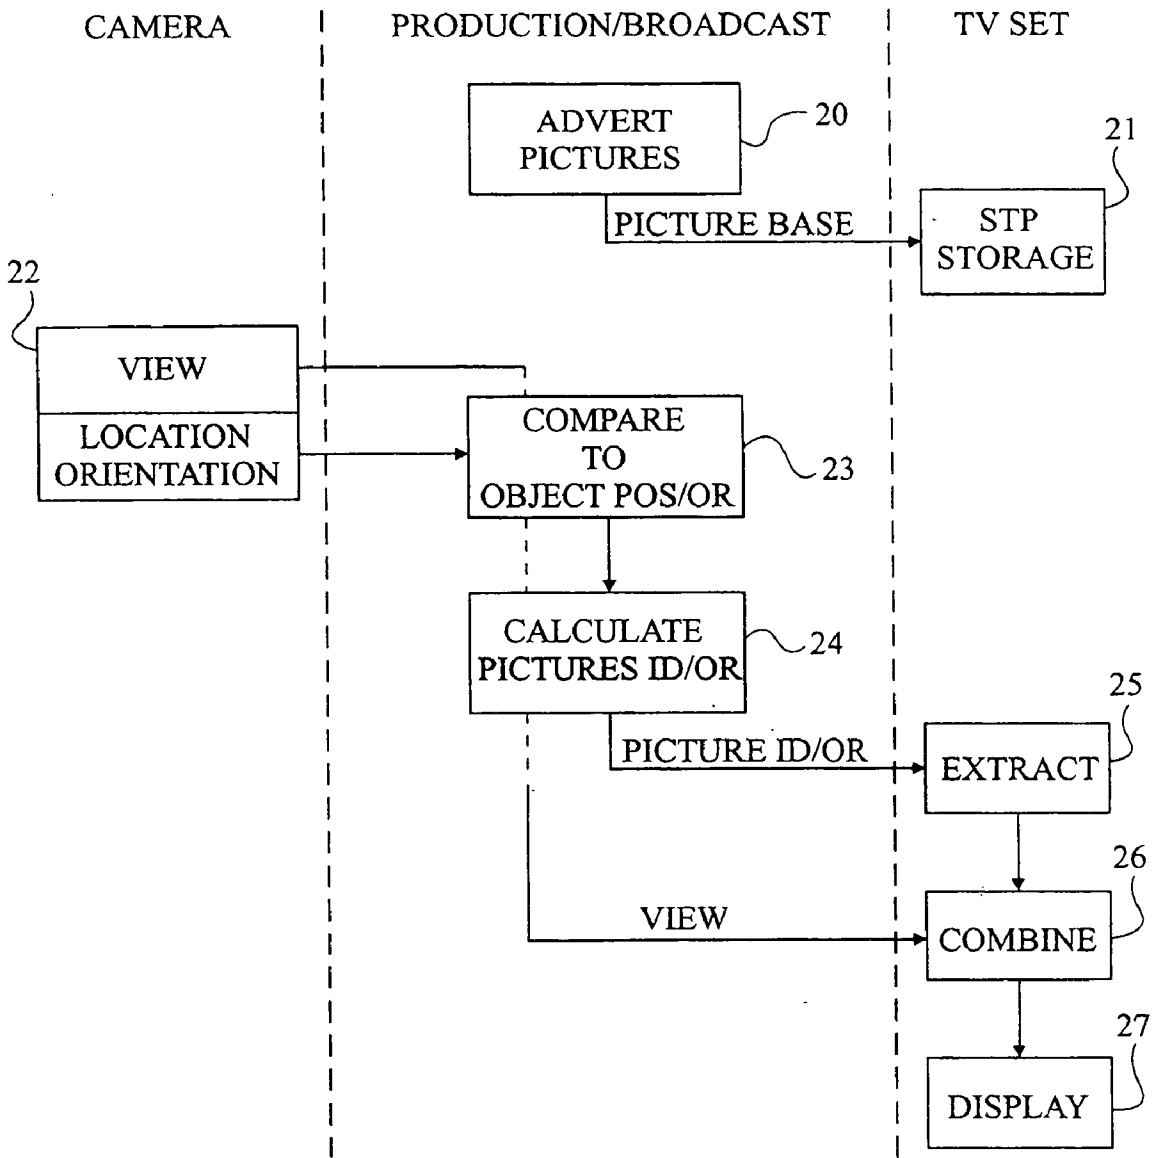 CAMERA
PRODUCTION/BROADCAST
TV SET
ADVERT
PICTURES
20
PICTURE BASE
21
STP
STORAGE
22
VIEW
LOCATION
ORIENTATION
COMPARE
TO
OBJECT POS/OR
23
CALCULATE
PICTURES ID/OR
24
PICTURE ID/OR
25
EXTRACT
VIEW
26
COMBINE
27
DISPLAY